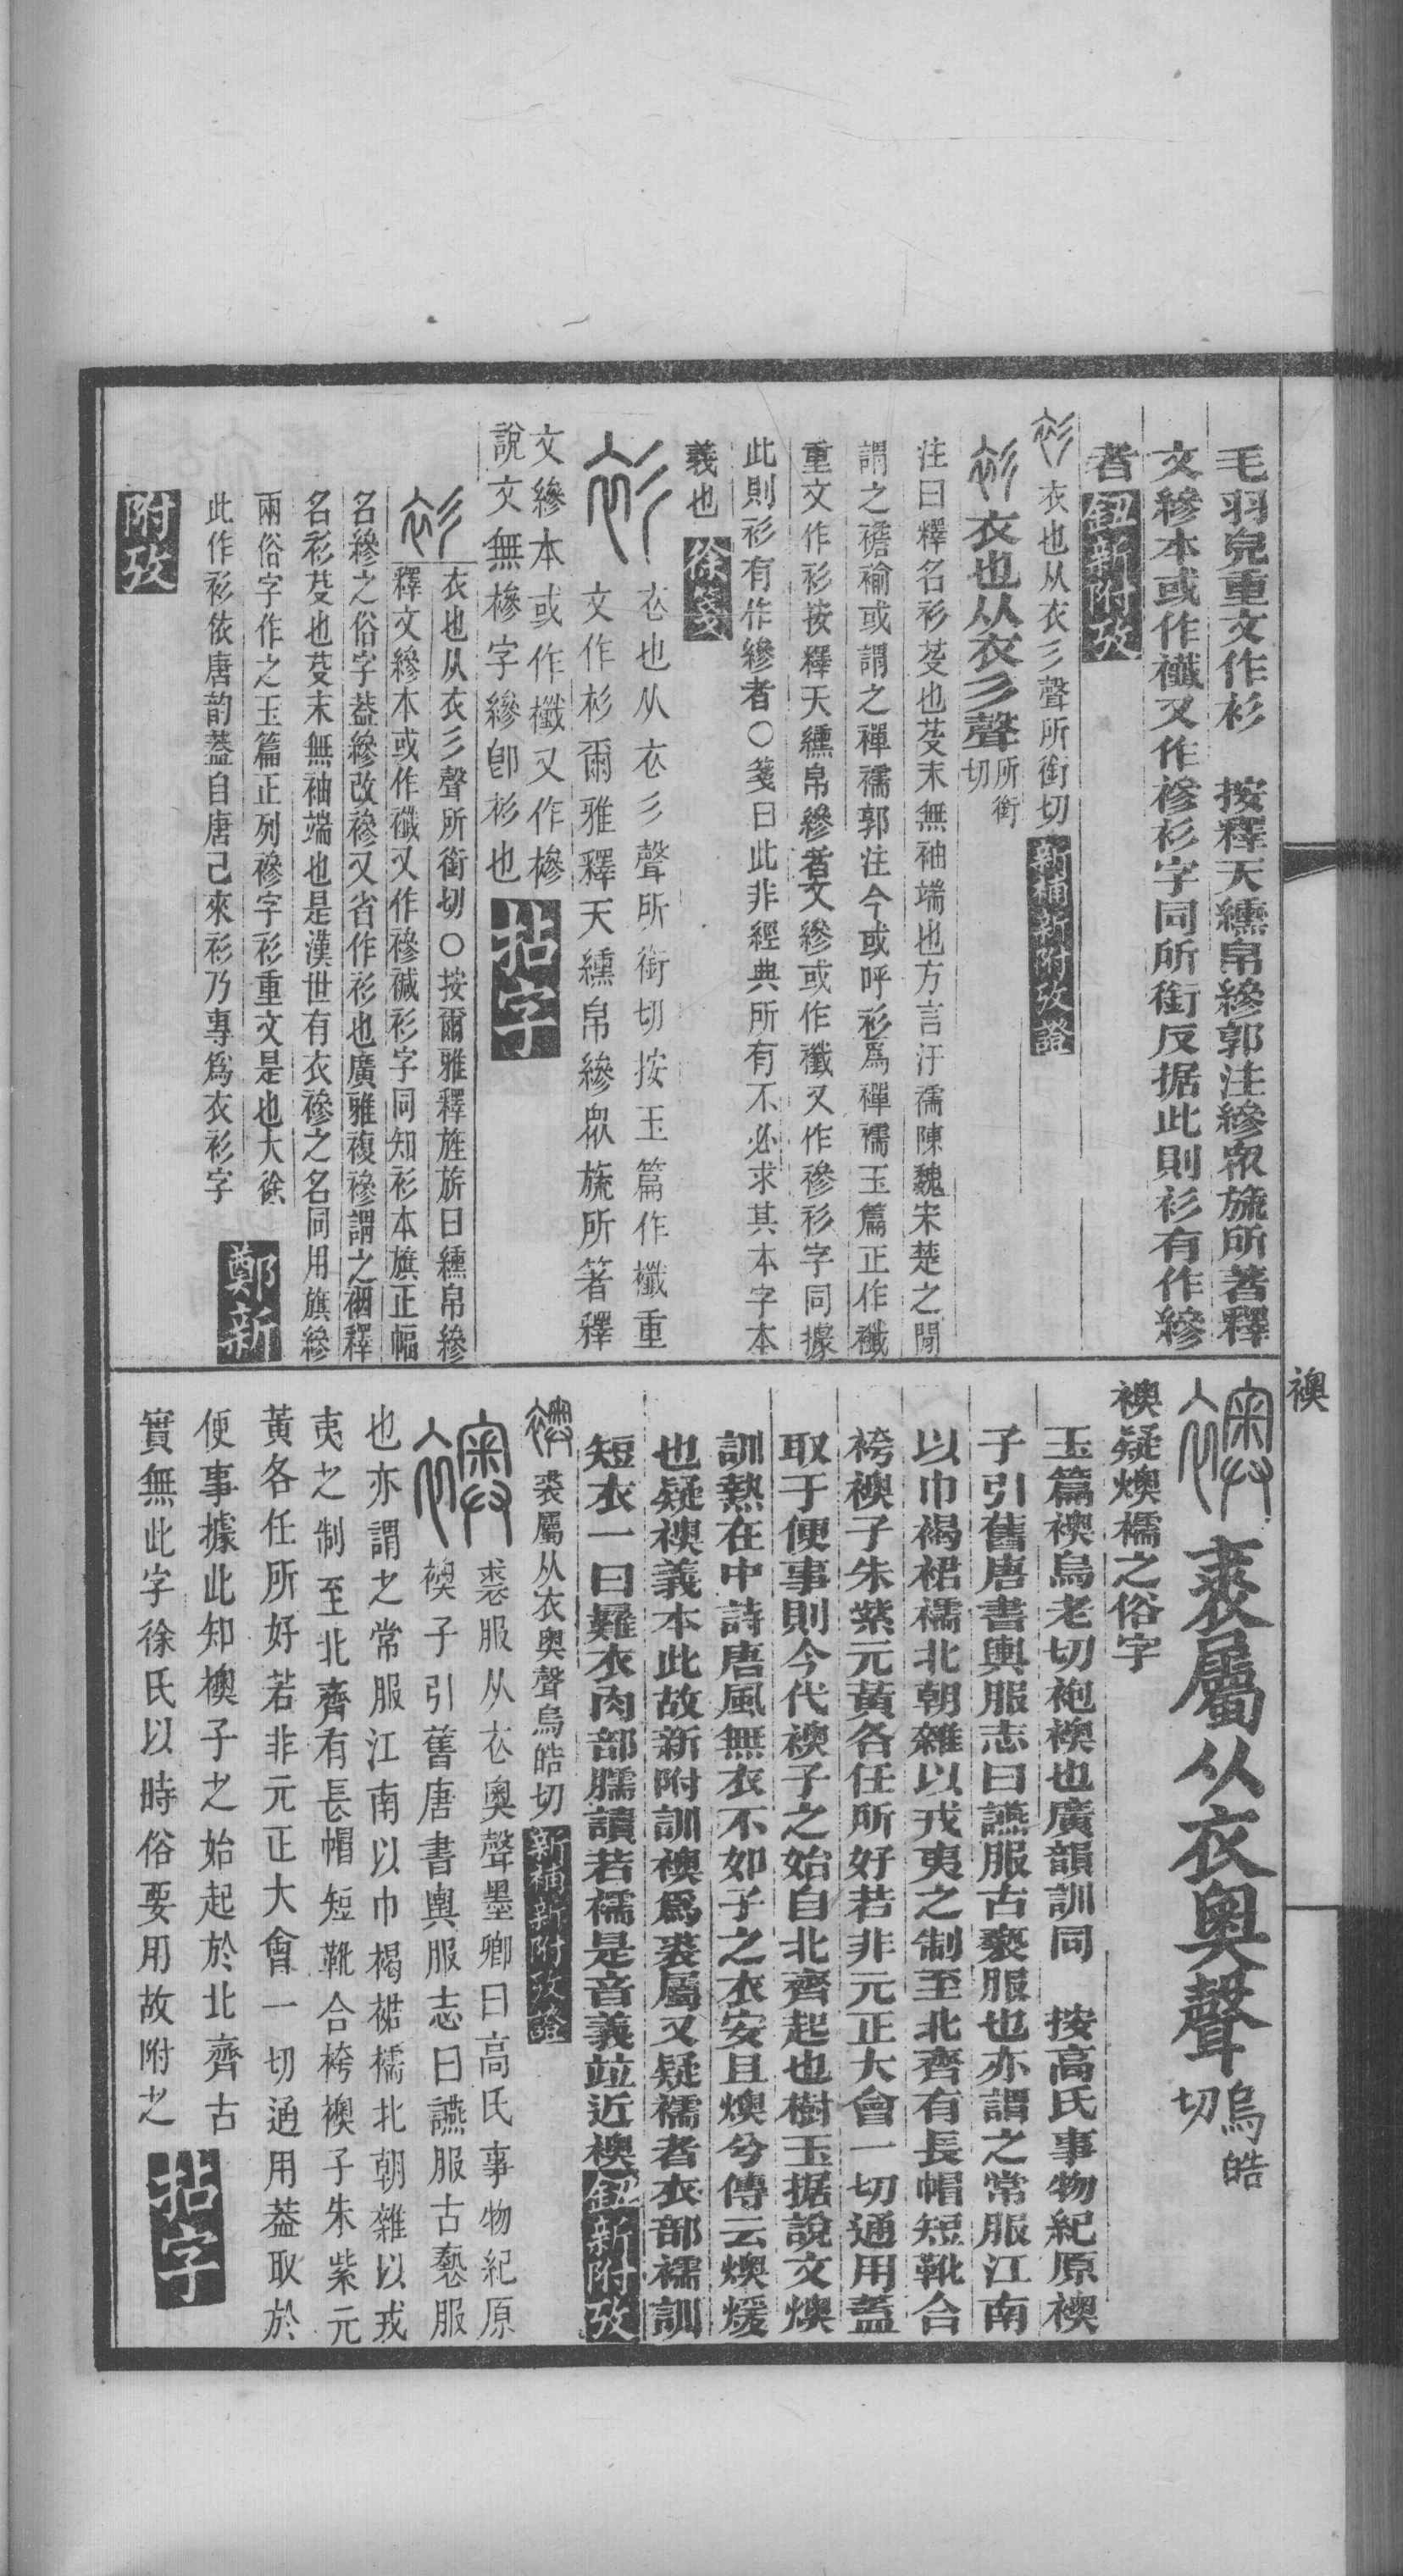 毛羽皃重文作衫　按釋天纁帛縿郭注縿眾旒所著釋
文縿本或作襳又作襂衫字同所銜反据此則衫有作縿
者 鈕新附攷
衫 衣也从衣彡聲所銜切 新補新附攷證
衫 衣也从衣彡聲 所銜切
注曰釋名衫芟也芟末無袖端也方言汗襦陳魏宋楚之閒
謂之襜褕或謂之襌襦郭注今或呼衫爲襌襦玉篇正作襳
重文作衫按釋天纁帛縿者文縿或作襳又作襂衫字同據
此則衫有作縿者○箋曰此非經典所有不必求其本字本
義也 徐箋
衫 衣也从衣彡聲所銜切按玉篇作襳重
文作衫爾雅釋天纁帛縿眾旒所著釋
文縿本或作襳又作襂
說文無襂字縿卽衫也 拈字
衫 衣也从衣彡聲所銜切○按爾雅釋旌旂曰纁帛縿
釋文縿本或作襳又作襂裓衫字同知衫本旗正幅
名縿之俗字葢縿改襂又省作衫也廣雅複襂謂之裀釋
名衫芟也芟末無袖端也是漢世有衣襂之名同用旗縿
兩俗字作之玉篇正列襂字衫重文是也大徐
此作衫依唐韵蓋自唐已來衫乃專爲衣衫字 鄭新
附攷
襖
襖 裘屬从衣奧聲 烏皓切
襖疑燠襦之俗字
玉篇襖烏老切袍襖也廣韻訓同　按高氏事物紀原襖
子引舊唐書輿服志曰讌服古褻服也亦謂之常服江南
以巾褐裙襦北朝雜以戎夷之制至北齊有長帽短靴合
袴襖子朱紫元黃各任所好若非元正大會一切通用蓋
取于便事則今代襖子之始自北齊起也樹玉据說文燠
訓熱在中詩唐風無衣不如子之衣安且燠兮傳云燠煖
也疑襖義本此故新附訓襖爲裘屬又疑襦者衣部襦訓
短衣一曰㬮衣肉部臑讀若襦是音義竝近襖 鈕新附攷
襖 裘屬从衣奧聲烏皓切 新補新附攷證
襖 裘服从衣奧聲墨卿曰高氏事物紀原
襖子引舊唐書輿服志曰讌服古褻服
也亦謂之常服江南以巾褐裙襦北朝雜以戎
夷之制至北齊有長帽短靴合袴襖子朱紫元
黃各任所好若非元正大會一切通用葢取於
便事據此知襖子之始起於北齊古
實無此字徐氏以時俗要用故附之 拈字